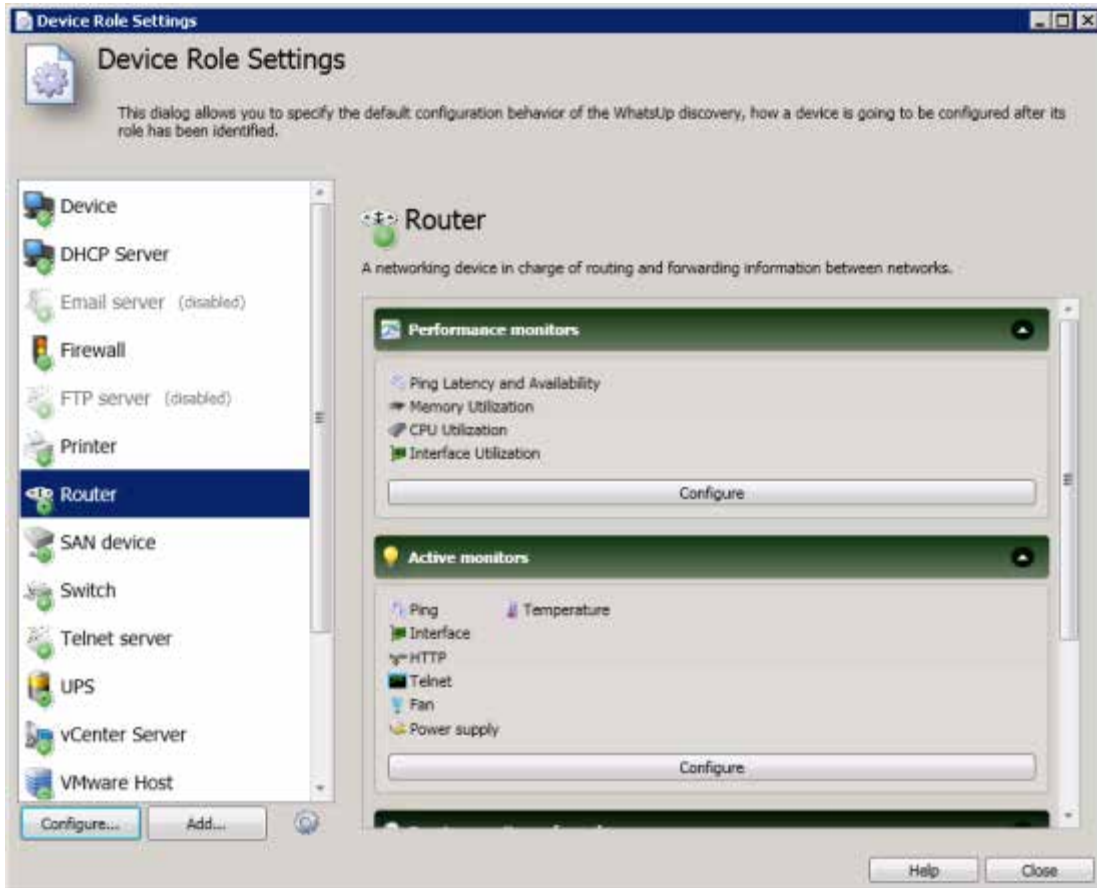 Device Role Settings
Device Role Settings
This dialog allows you to specify the default configuration behavior of the WhatsUp discovery, how a device is going to be configured after its
role has been identified.
Device
DHCP Server
Email server (disabled)
Firewall
FTP server (disabled)
Printer
Router
SAN device
Switch
Telnet server
UPS
vCenter Server
VMware Host
Configure...
Add...
Router
A networking device in charge of routing and forwarding information between networks.
Performance monitors
Ping Latency and Availability
Memory Utilization
CPU Utilization
Interface Utilization
Configure
Active monitors
Ping Temperature
Interface
HTTP
Telnet
Fan
Power supply
Configure
Help
Close